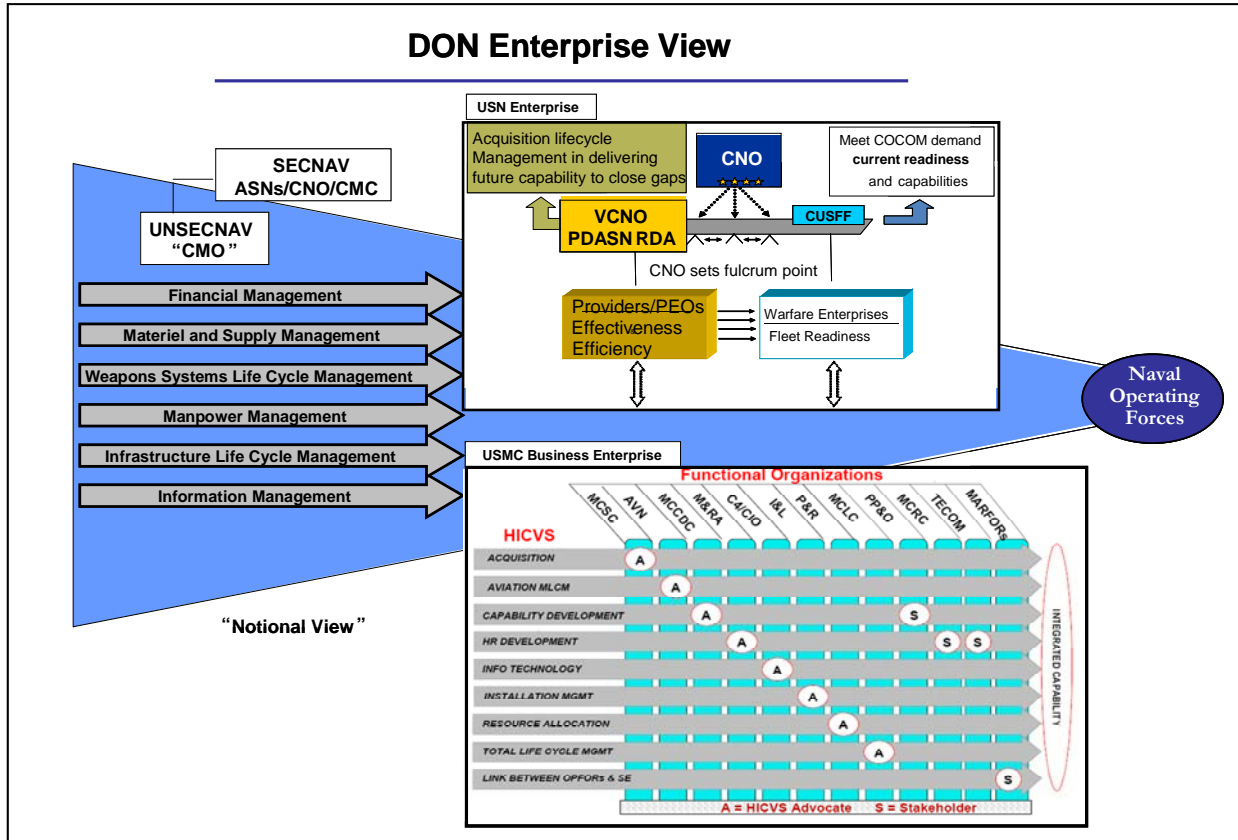 DON Enterprise View
USN Enterprise
Acquisition lifecycle
Management in delivering
future capability to close gaps
CNO
Meet COCOM demand
current readiness
and capabilities
SECNAV
ASNs/CNO/CMC
UNSECNAV
“CMO ”
VCNO
PDASN RDA
CUSFF
CNO sets fulcrum point
Providers/PEOs
Effectiveness
Efficiency
Warfare Enterprises
Fleet Readiness
Financial Management
Materiel and Supply Management
Weapons Systems Life Cycle Management
Manpower Management
Infrastructure Life Cycle Management
Information Management
Naval
Operating
Forces
“Notional View”
USMC Business Enterprise
Functional Organizations
MCSC
AVN
MCCDC
M&RA
C4/CIO
I&L
P&R
MCLC
PP&O
MCRC
TECOM
MARFORs
HICVS
ACQUISITION
A
AVIATION MLCM
A
CAPABILITY DEVELOPMENT
A
S
HR DEVELOPMENT
A
S
S
INFO TECHNOLOGY
A
INSTALLATION MGMT
A
RESOURCE ALLOCATION
A
TOTAL LIFE CYCLE MGMT
A
LINK BETWEEN OPFORs & SE
S
INTEGRATED CAPABILITY
A = HICVS Advocate S = Stakeholder